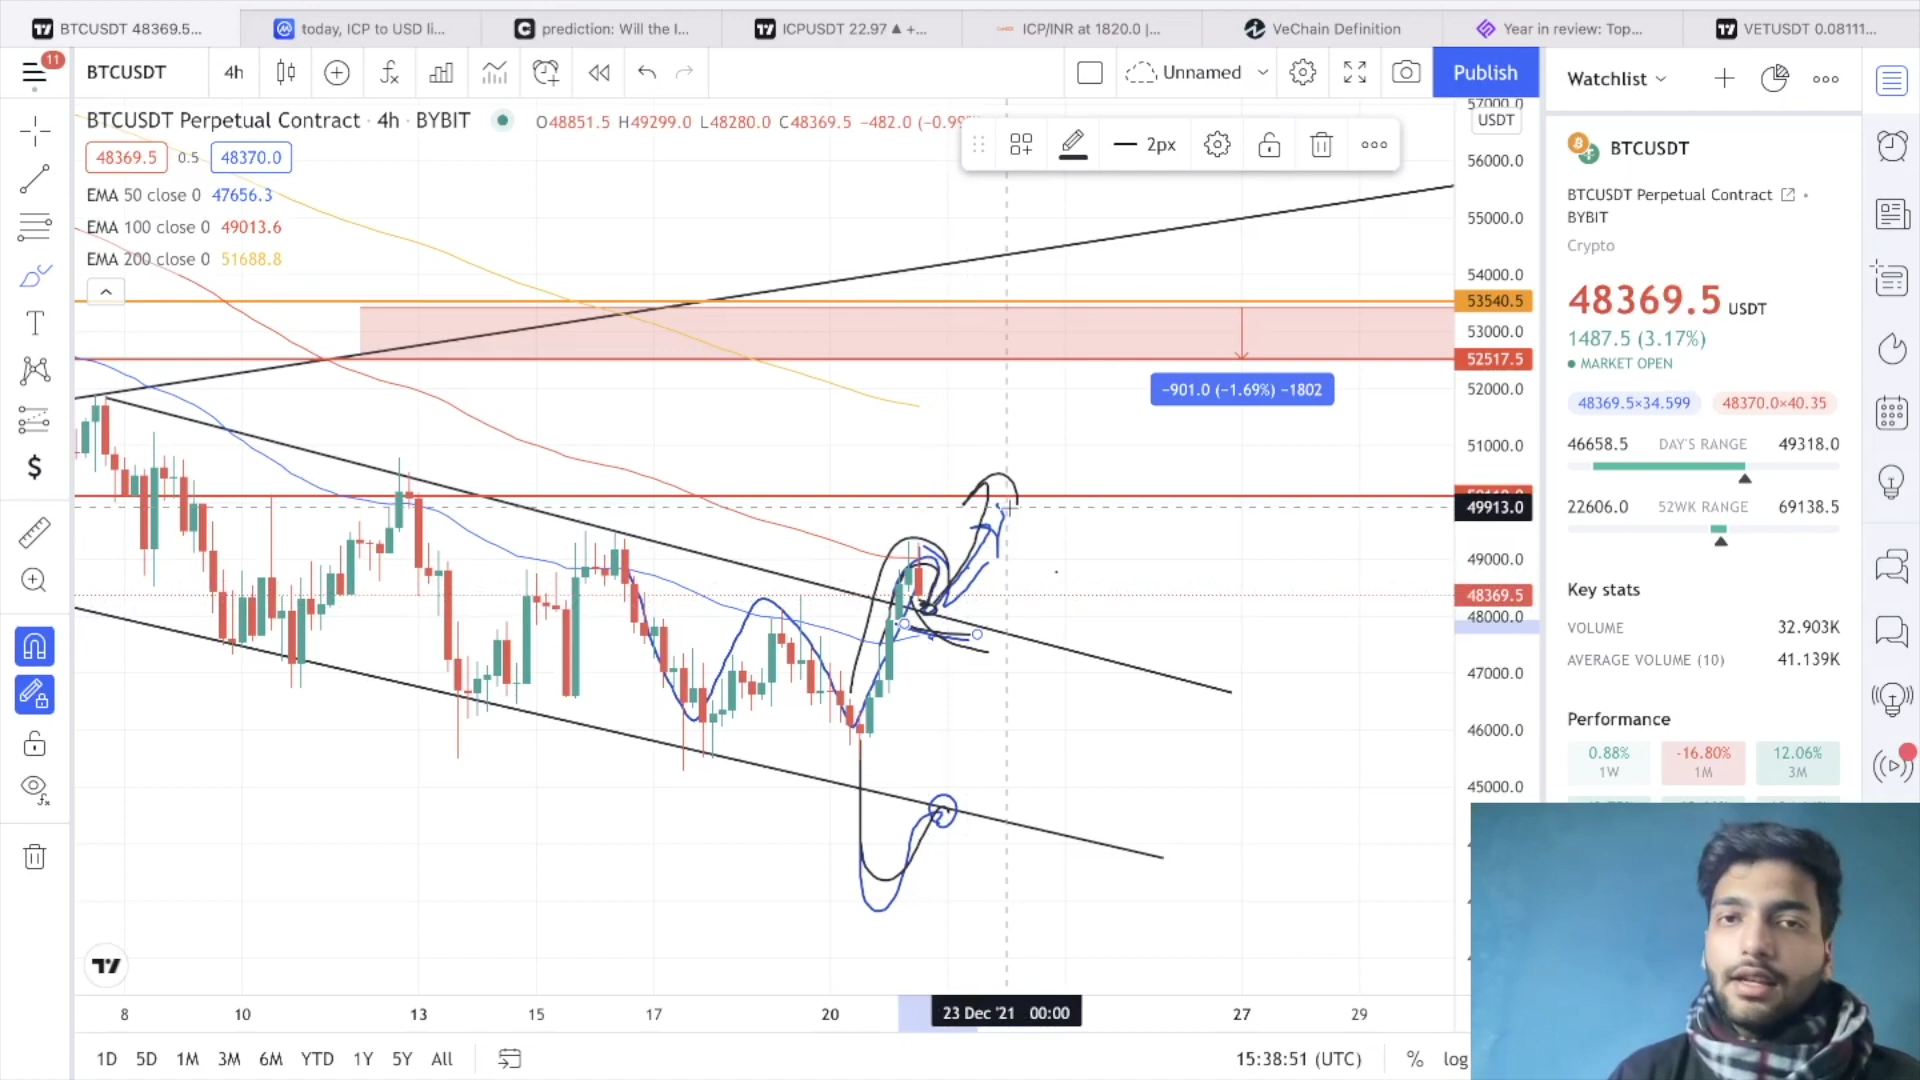 BTCUSDT 48369.5...
today, ICP to USD li...
prediction: Will the I...
ICPUSDT 22.97 ▲ +...
ICP/INR at 1820.0 |...
VeChain Definition
Year in review: Top...
VETUSDT 0.08111...
11
BTCUSDT
4h
Unnamed
Publish
Watchlist
BTCUSDT Perpetual Contract · 4h · BYBIT
O48851.5 H49299.0 L48280.0 C48369.5 −482.0 (−0.99
48369.5
0.5
48370.0
EMA 50 close 0 47656.3
EMA 100 close 0 49013.6
EMA 200 close 0 51688.8
2px
57000.0
USDT
56000.0
55000.0
54000.0
53540.5
53000.0
52517.5
52000.0
51000.0
49913.0
49000.0
48369.5
48000.0
47000.0
46000.0
45000.0
−901.0 (−1.69%) −1802
BTCUSDT
BTCUSDT Perpetual Contract ·
BYBIT
Crypto
48369.5 USDT
1487.5 (3.17%)
MARKET OPEN
48369.5×34.599
48370.0×40.35
46658.5 DAY'S RANGE 49318.0
22606.0 52WK RANGE 69138.5
Key stats
VOLUME 32.903K
AVERAGE VOLUME (10) 41.139K
Performance
0.88% -16.80% 12.06%
1W 1M 3M
8 10 13 15 17 20 23 Dec '21 00:00 27 29
1D 5D 1M 3M 6M YTD 1Y 5Y All
15:38:51 (UTC)
% log